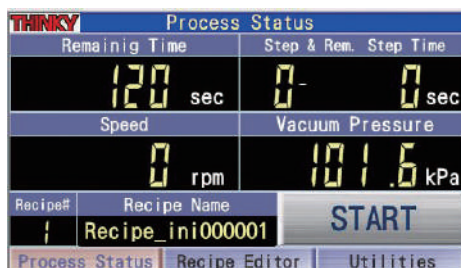 THINKY Process Status
Remainig Time Step & Rem. Step Time
120 sec 0- 0 sec
Speed Vacuum Pressure
0 rpm 101.6 kPa
Recipe# Recipe Name START
1 Recipe_ini000001
Process Status Recipe Editor Utilities